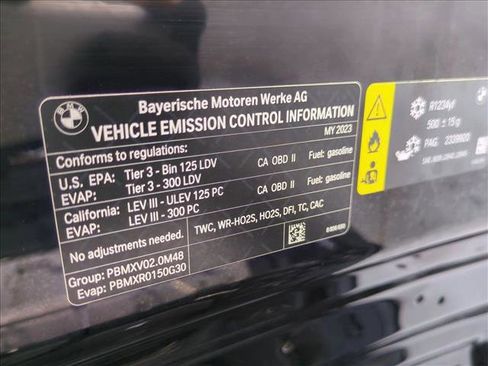 BMW
Bayerische Motoren Werke AG
VEHICLE EMISSION CONTROL INFORMATION
MY 2023
Conforms to regulations:
U.S. EPA: Tier 3 - Bin 125 LDV CA OBD II Fuel: gasoline
EVAP: Tier 3 - 300 LDV
California: LEV III - ULEV 125 PC CA OBD II Fuel: gasoline
EVAP: LEV III - 300 PC
No adjustments needed.
TWC, WR-HO2S, HO2S, DFI, TC, CAC
Group: PBMXV02.0M48
Evap: PBMXR0150G30
R1234yf
500 ± 15 g
PAG: 2339920